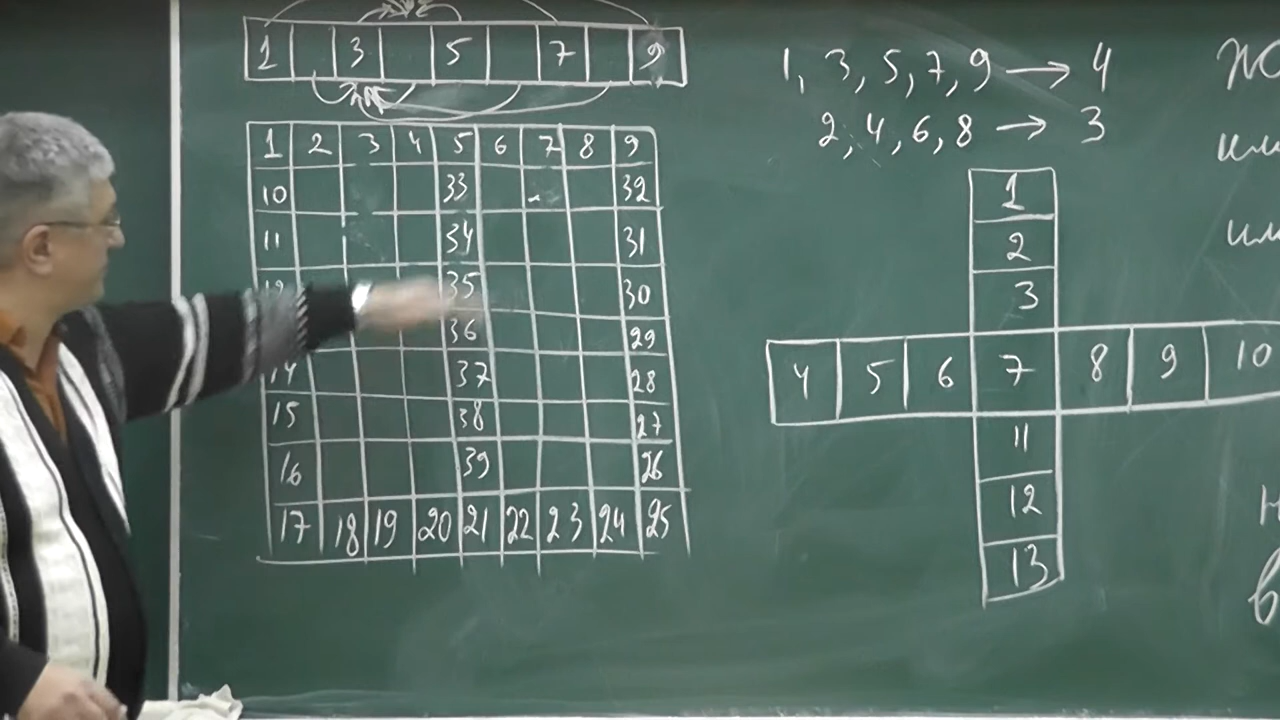 1 3 5 7 9
1 2 3 4 5 6 7 8 9
10 33 32
11 34 31
35 30
36 29
14 37 28
15 38 27
16 39 26
17 18 19 20 21 22 23 24 25
1, 3, 5, 7, 9 → 4
2, 4, 6, 8 → 3
1
2
3
4 5 6 7 8 9 10
11
12
13
или